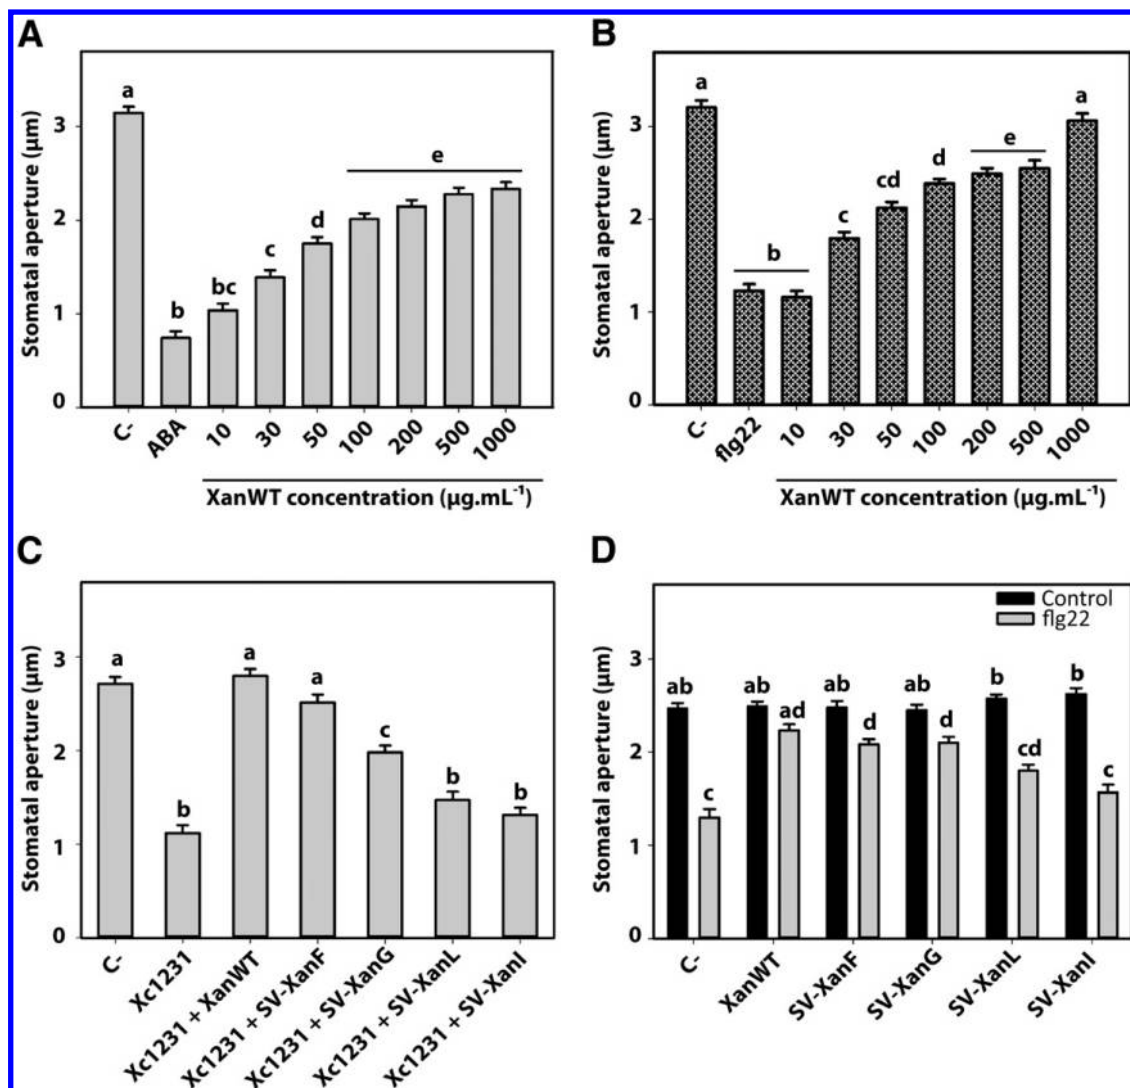 A
Stomatal aperture (µm)
3
2
1
0
a
b
bc
c
d
e
C-
ABA
10
30
50
100
200
500
1000
XanWT concentration (µg.mL⁻¹)
B
Stomatal aperture (µm)
3
2
1
0
a
b
c
cd
d
e
a
C-
flg22
10
30
50
100
200
500
1000
XanWT concentration (µg.mL⁻¹)
C
Stomatal aperture (µm)
3
2
1
0
a
b
a
a
c
b
b
C-
Xc1231
Xc1231 + XanWT
Xc1231 + SV-XanF
Xc1231 + SV-XanG
Xc1231 + SV-XanL
Xc1231 + SV-XanI
D
Control
flg22
Stomatal aperture (µm)
3
2
1
0
ab
c
ab
ad
ab
d
ab
d
b
cd
b
c
C-
XanWT
SV-XanF
SV-XanG
SV-XanL
SV-XanI